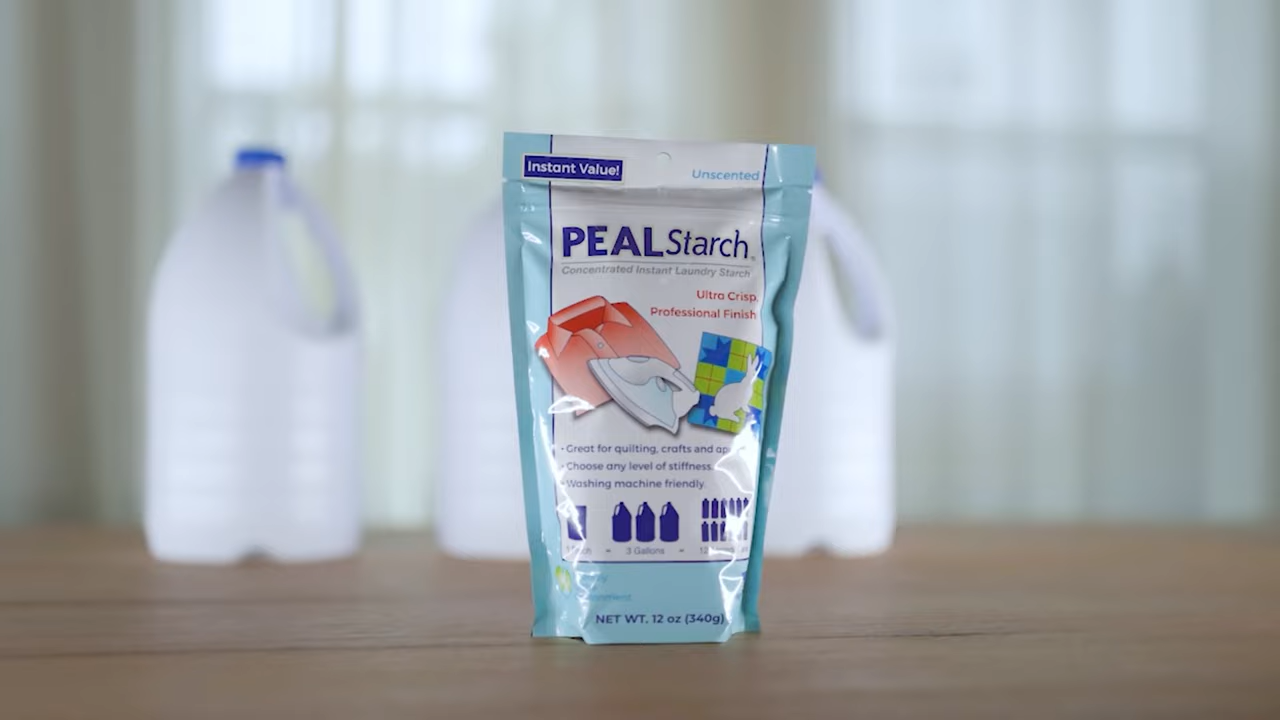 Instant Value!
Unscented
PEALStarch
Concentrated Instant Laundry Starch
Ultra Crisp,
Professional Finish
• Great for quilting, crafts and
• Choose any level of stiffness.
• Washing machine friendly.
= 3 Gallons =
NET WT. 12 oz (340g)